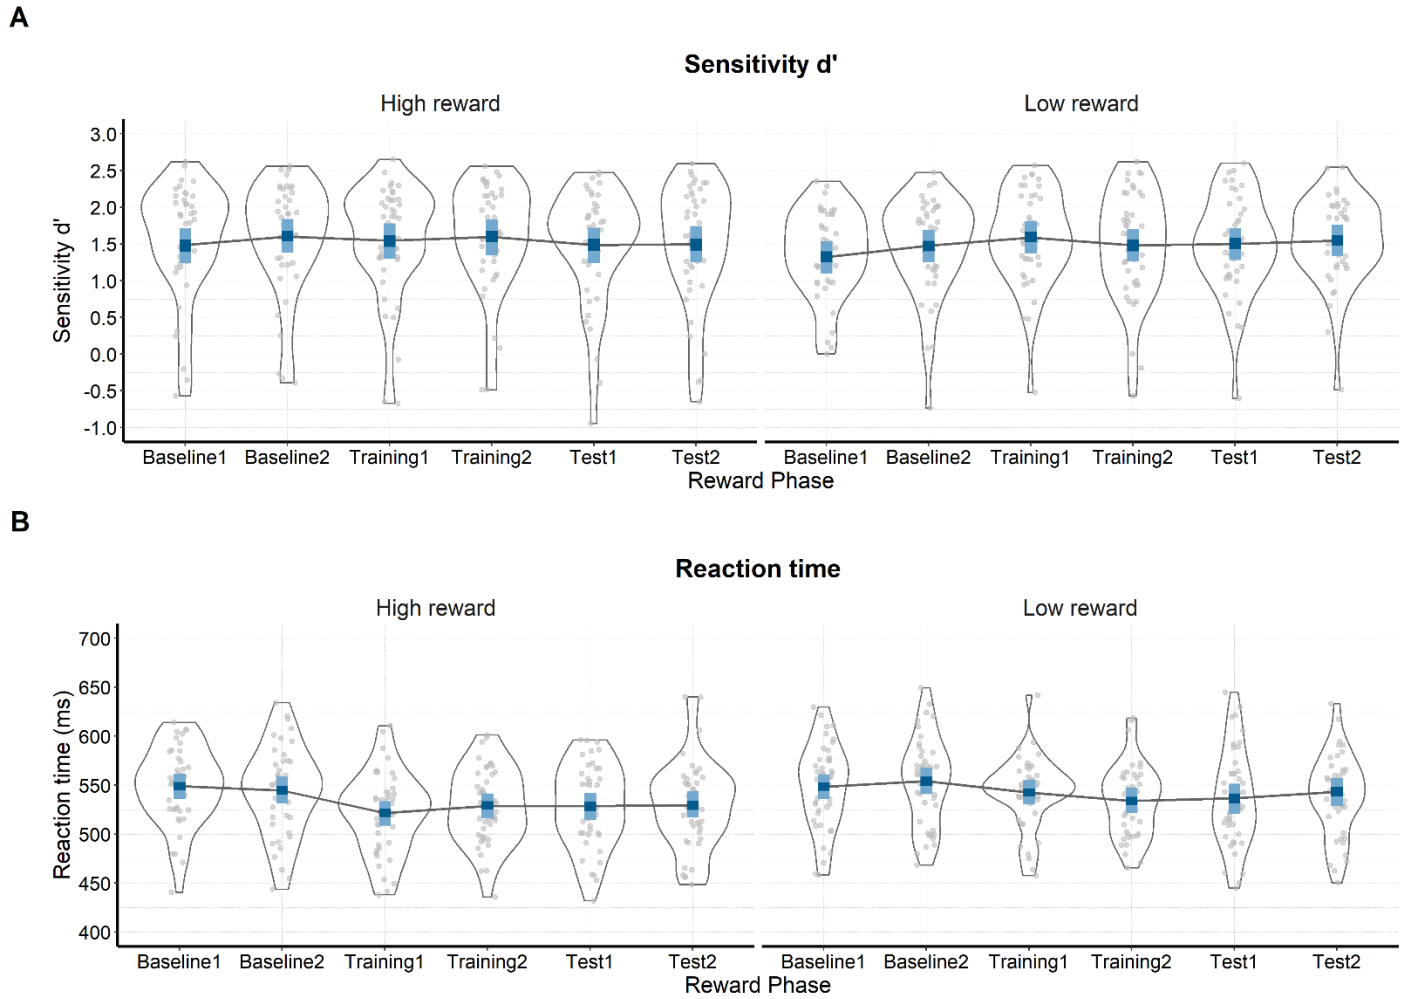 A
Sensitivity d'
High reward
Low reward
Sensitivity d'
3.0
2.5
2.0
1.5
1.0
0.5
0.0
-0.5
-1.0
Baseline1 Baseline2 Training1 Training2 Test1 Test2
Baseline1 Baseline2 Training1 Training2 Test1 Test2
Reward Phase
B
Reaction time
High reward
Low reward
Reaction time (ms)
700
650
600
550
500
450
400
Baseline1 Baseline2 Training1 Training2 Test1 Test2
Baseline1 Baseline2 Training1 Training2 Test1 Test2
Reward Phase